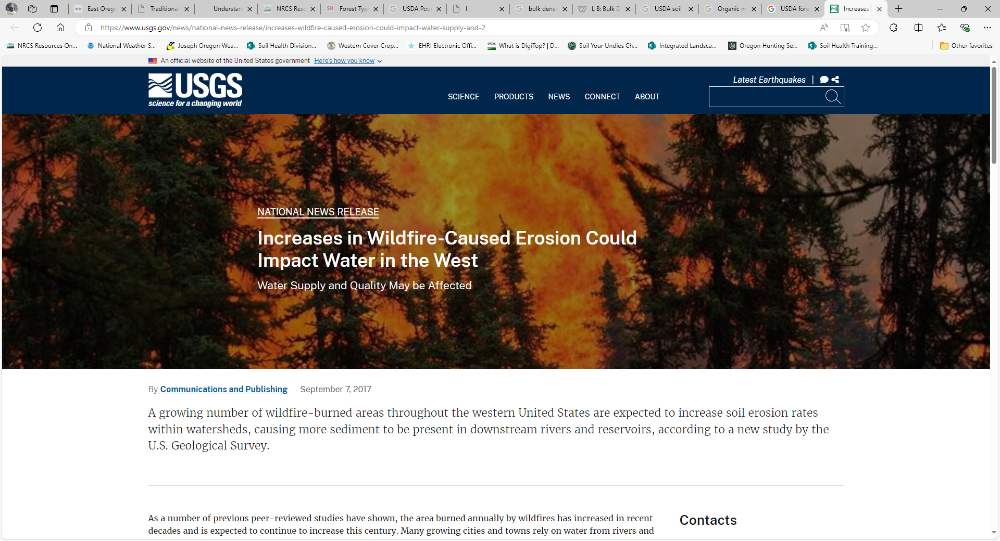 East Orego
Traditional
Understan
NRCS Reso
SN Forest Typ
USDA Poo
I
bulk densi
L 8: Bulk D
USDA soil
Organic m
USDA fore
Increases i
https://www.usgs.gov/news/national-news-release/increases-wildfire-caused-erosion-could-impact-water-supply-and-2
NRCS Resources On...
National Weather S...
Joseph Oregon Wea...
Soil Health Division...
Western Cover Crop...
EHRI Electronic Offi...
What is DigiTop? | D...
Soil Your Undies Ch...
Integrated Landsca...
Oregon Hunting Se...
Soil Health Training...
Other favorites
An official website of the United States government Here's how you know
USGS
science for a changing world
Latest Earthquakes |
SCIENCE PRODUCTS NEWS CONNECT ABOUT
NATIONAL NEWS RELEASE
Increases in Wildfire-Caused Erosion Could
Impact Water in the West
Water Supply and Quality May be Affected
By Communications and Publishing September 7, 2017
A growing number of wildfire-burned areas throughout the western United States are expected to increase soil erosion rates
within watersheds, causing more sediment to be present in downstream rivers and reservoirs, according to a new study by the
U.S. Geological Survey.
As a number of previous peer-reviewed studies have shown, the area burned annually by wildfires has increased in recent
decades and is expected to continue to increase this century. Many growing cities and towns rely on water from rivers and
Contacts